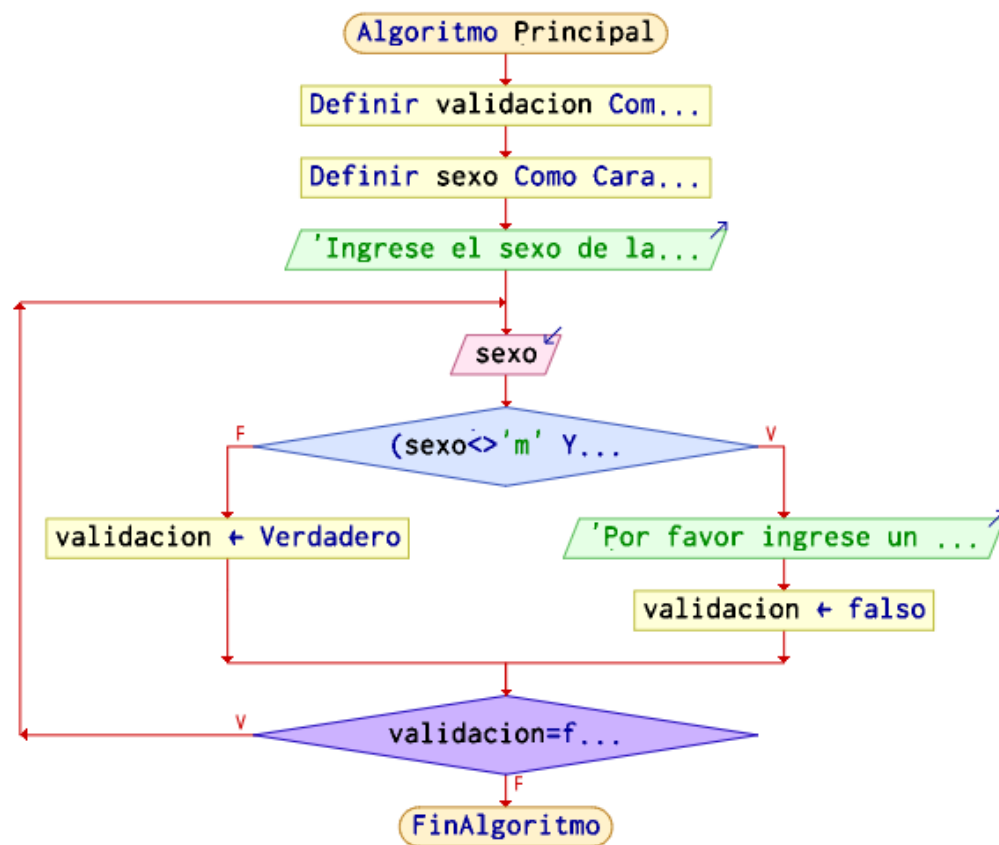 Algoritmo Principal
Definir validacion Com...
Definir sexo Como Cara...
'Ingrese el sexo de la...
sexo
F
V
(sexo<>'m' Y...
validacion ← Verdadero
'Por favor ingrese un ...
validacion ← falso
V
validacion=f...
F
FinAlgoritmo